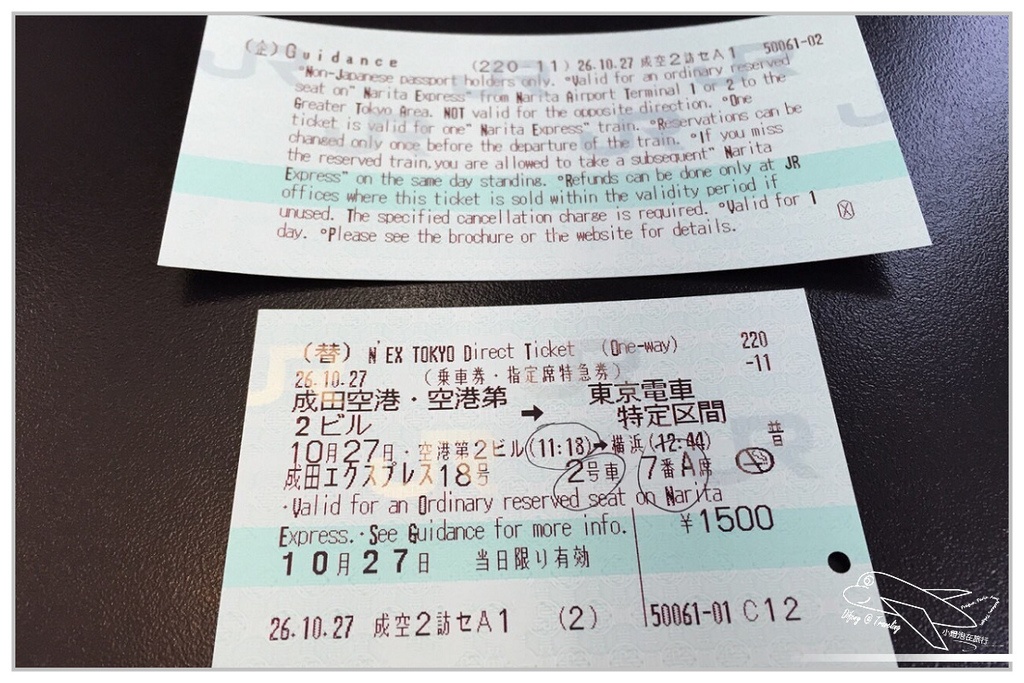 (企)Guidance (220-11) 26.10.27 成空2訪セA1 50061-02
°Non-Japanese passport holders only. °Valid for an ordinary reserved
seat on" Narita Express" from Narita Airport Terminal 1 or 2 to the
Greater Tokyo Area. NOT valid for the opposite direction. °One
ticket is valid for one" Narita Express" train. °Reservations can be
changed only once before the departure of the train. °If you miss
the reserved train,you are allowed to take a subsequent" Narita
Express" on the same day standing. °Refunds can be done only at JR
offices where this ticket is sold within the validity period if
unused. The specified cancellation charge is required. °Valid for 1
day. °Please see the brochure or the website for details.
(替) N'EX TOKYO Direct Ticket (One-way) 220
-11
26.10.27 (乗車券・指定席特急券)
成田空港・空港第 → 東京電車
2ビル 特定区間
10月27日・空港第2ビル(11:18)→横浜(12:44) 普
成田エクスプレス18号 2号車 7番A席
・Valid for an Ordinary reserved seat on Narita
Express.・See Guidance for more info. ¥1500
10月27日 当日限り有効
26.10.27 成空2訪セA1 (2) 50061-01 C12
小燈泡在旅行